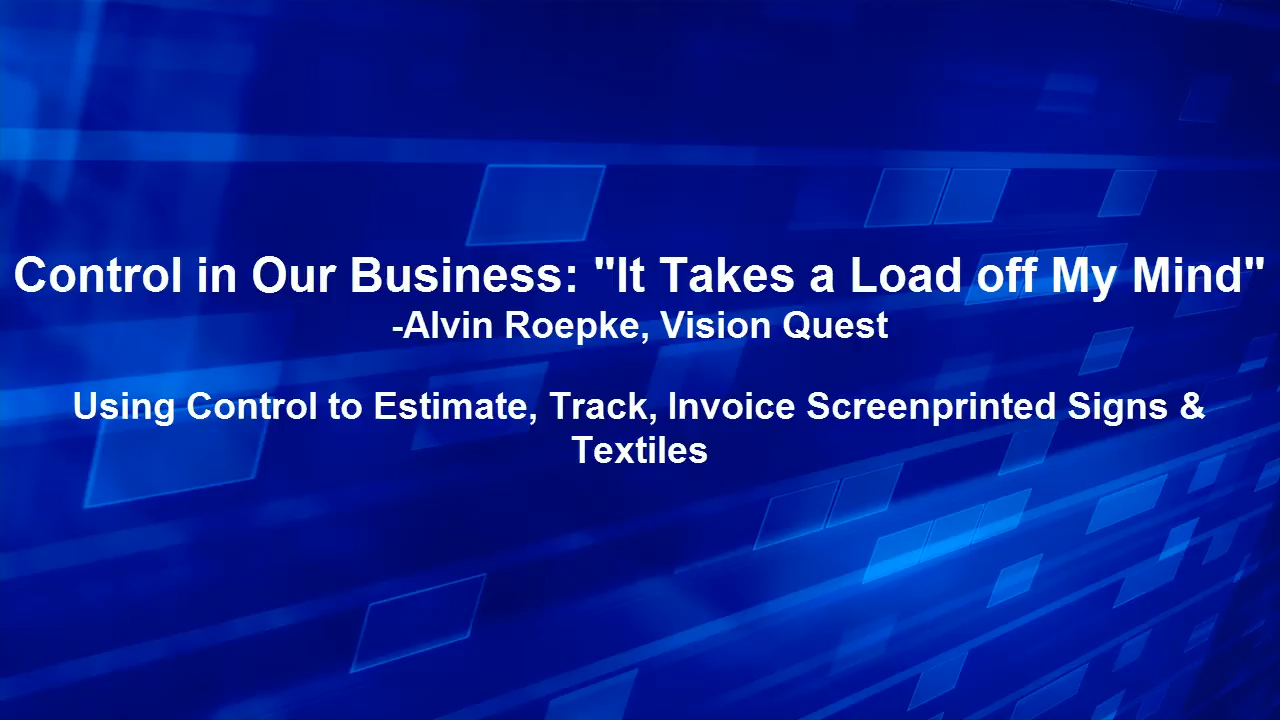 Control in Our Business: "It Takes a Load off My Mind"
-Alvin Roepke, Vision Quest
Using Control to Estimate, Track, Invoice Screenprinted Signs &
Textiles